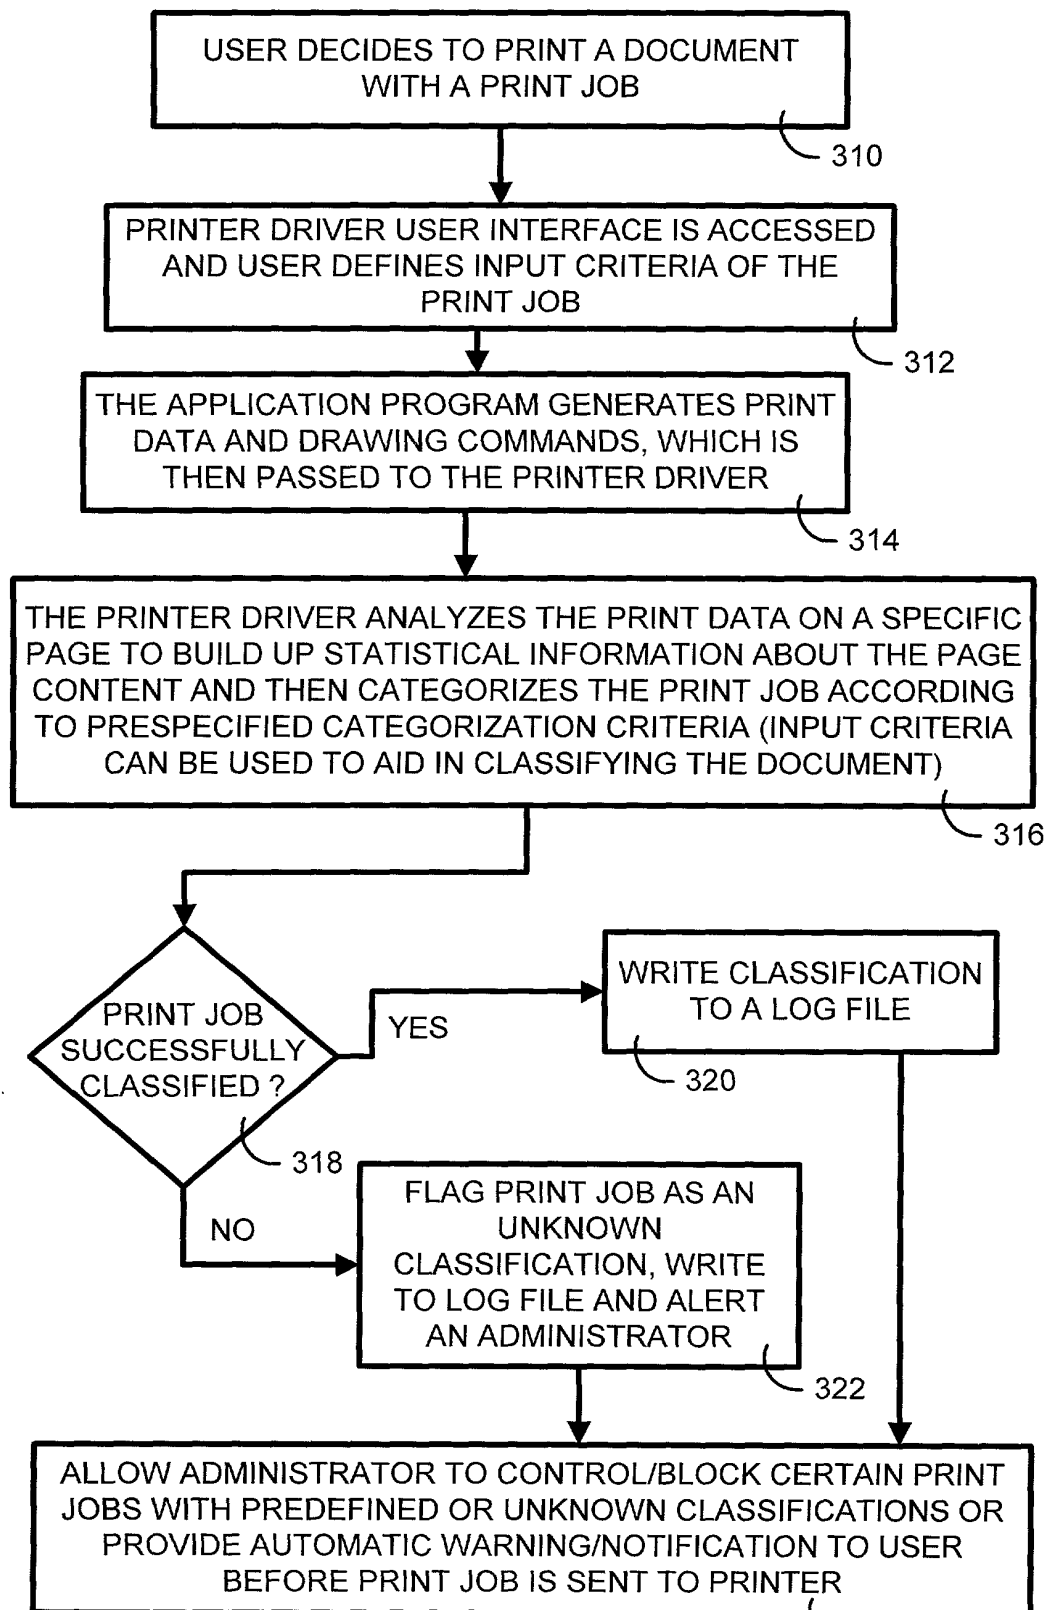 USER DECIDES TO PRINT A DOCUMENT
WITH A PRINT JOB
310
PRINTER DRIVER USER INTERFACE IS ACCESSED
AND USER DEFINES INPUT CRITERIA OF THE
PRINT JOB
312
THE APPLICATION PROGRAM GENERATES PRINT
DATA AND DRAWING COMMANDS, WHICH IS
THEN PASSED TO THE PRINTER DRIVER
314
THE PRINTER DRIVER ANALYZES THE PRINT DATA ON A SPECIFIC
PAGE TO BUILD UP STATISTICAL INFORMATION ABOUT THE PAGE
CONTENT AND THEN CATEGORIZES THE PRINT JOB ACCORDING
TO PRESPECIFIED CATEGORIZATION CRITERIA (INPUT CRITERIA
CAN BE USED TO AID IN CLASSIFYING THE DOCUMENT)
316
PRINT JOB
SUCCESSFULLY
CLASSIFIED ?
318
YES
WRITE CLASSIFICATION
TO A LOG FILE
320
NO
FLAG PRINT JOB AS AN
UNKNOWN
CLASSIFICATION, WRITE
TO LOG FILE AND ALERT
AN ADMINISTRATOR
322
ALLOW ADMINISTRATOR TO CONTROL/BLOCK CERTAIN PRINT
JOBS WITH PREDEFINED OR UNKNOWN CLASSIFICATIONS OR
PROVIDE AUTOMATIC WARNING/NOTIFICATION TO USER
BEFORE PRINT JOB IS SENT TO PRINTER